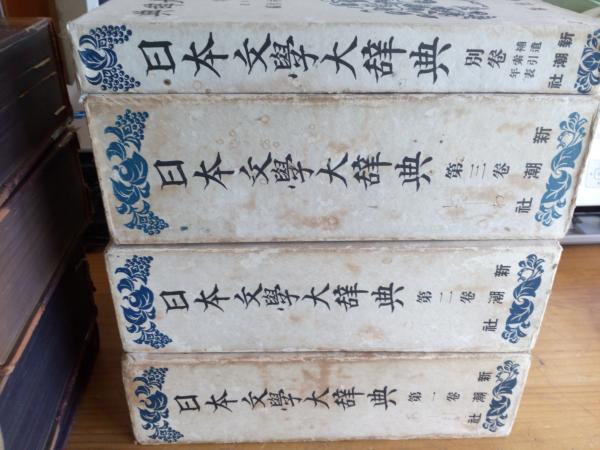 日本文學大辭典 別卷 補遺 索引 年表 新潮社
日本文學大辭典 第三卷 新潮社
日本文學大辭典 第二卷 新潮社
日本文學大辭典 第一卷 新潮社